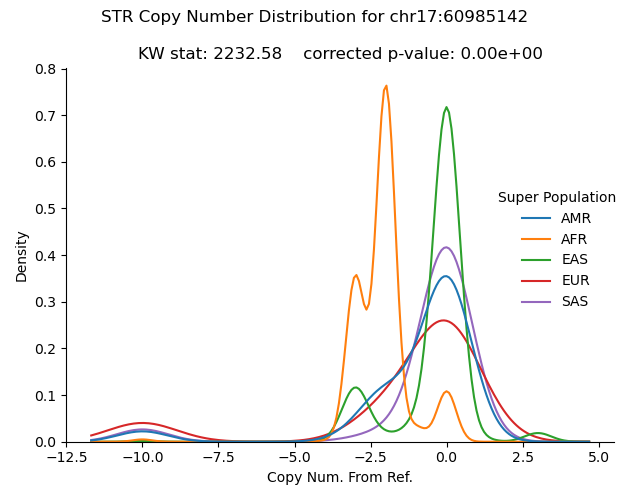 STR Copy Number Distribution for chr17:60985142
KW stat: 2232.58    corrected p-value: 0.00e+00
0.8
0.7
0.6
0.5
0.4
0.3
0.2
0.1
0.0
Density
−12.5 −10.0 −7.5 −5.0 −2.5 0.0 2.5 5.0
Copy Num. From Ref.
Super Population
AMR
AFR
EAS
EUR
SAS